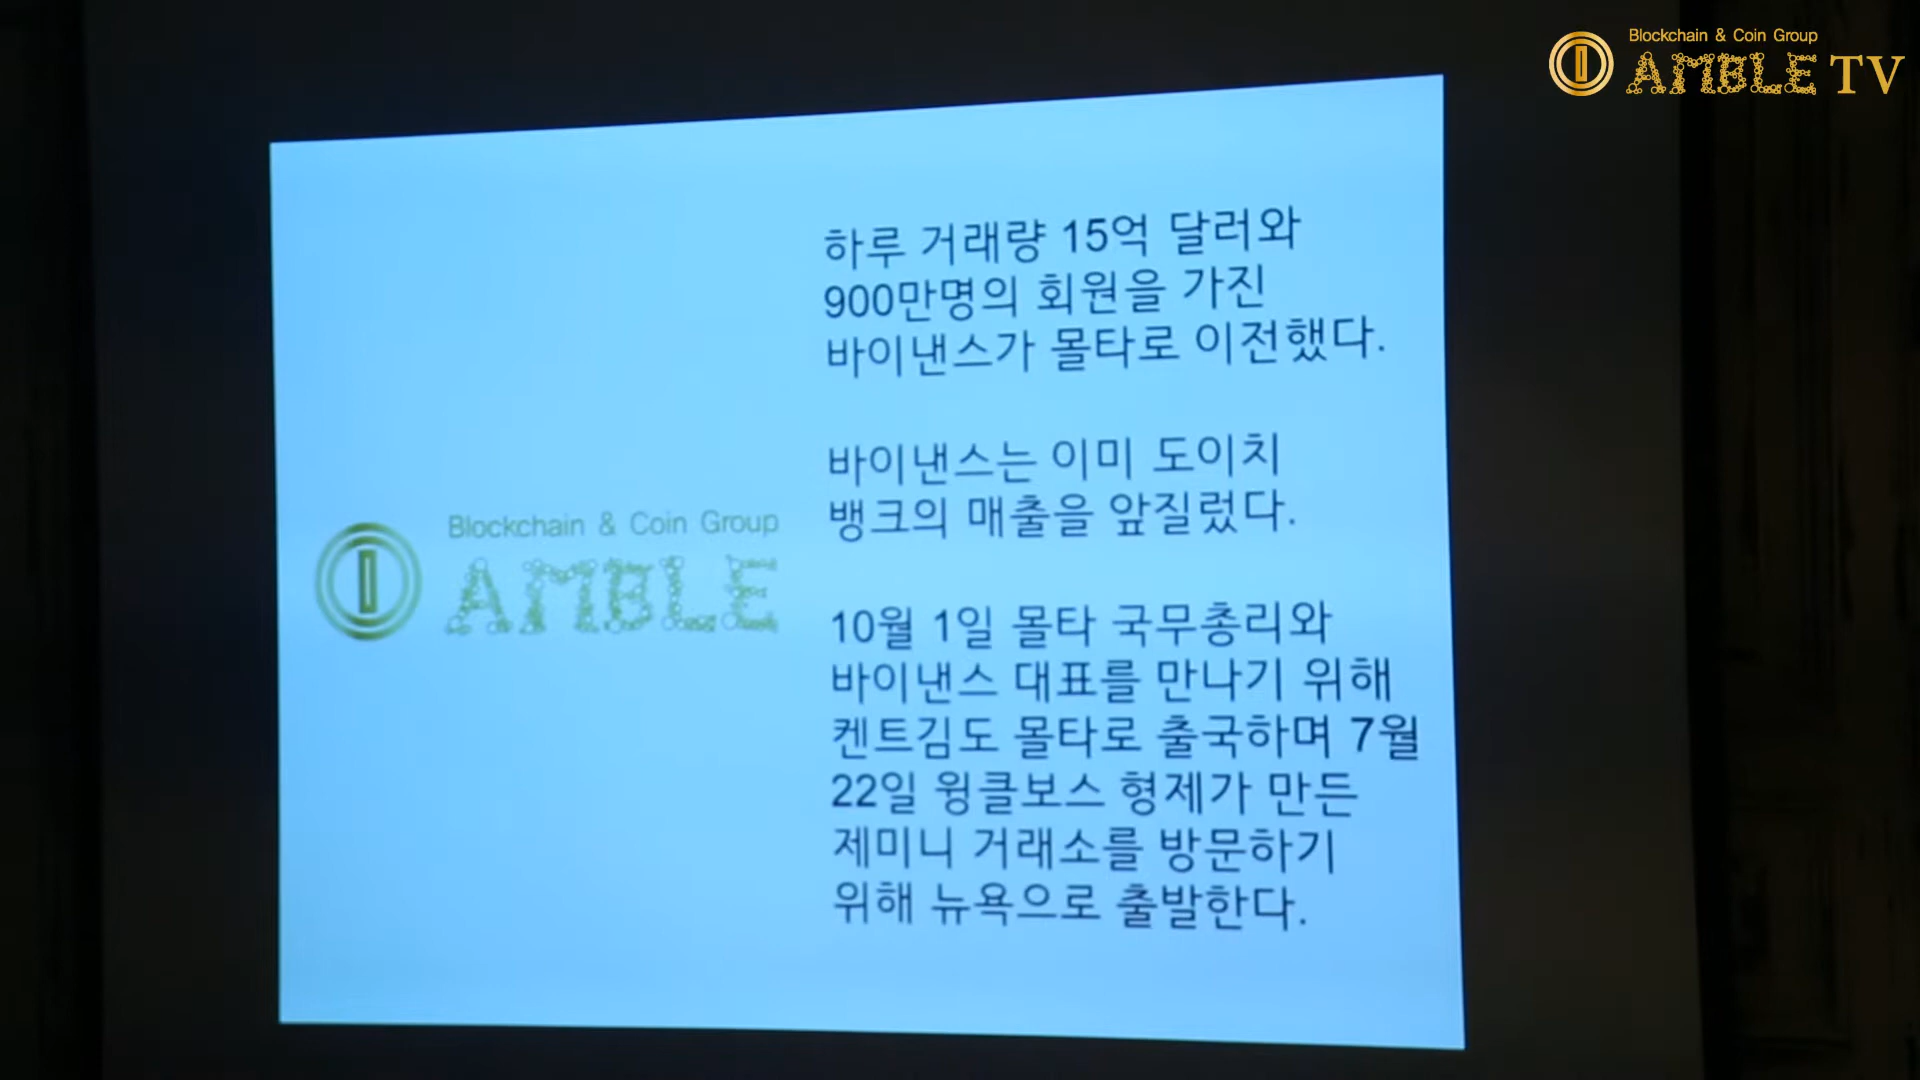 Blockchain & Coin Group
AMBLE TV
하루 거래량 15억 달러와
900만명의 회원을 가진
바이낸스가 몰타로 이전했다.
바이낸스는 이미 도이치
뱅크의 매출을 앞질렀다.
10월 1일 몰타 국무총리와
바이낸스 대표를 만나기 위해
켄트김도 몰타로 출국하며 7월
22일 윙클보스 형제가 만든
제미니 거래소를 방문하기
위해 뉴욕으로 출발한다.
Blockchain & Coin Group
AMBLE